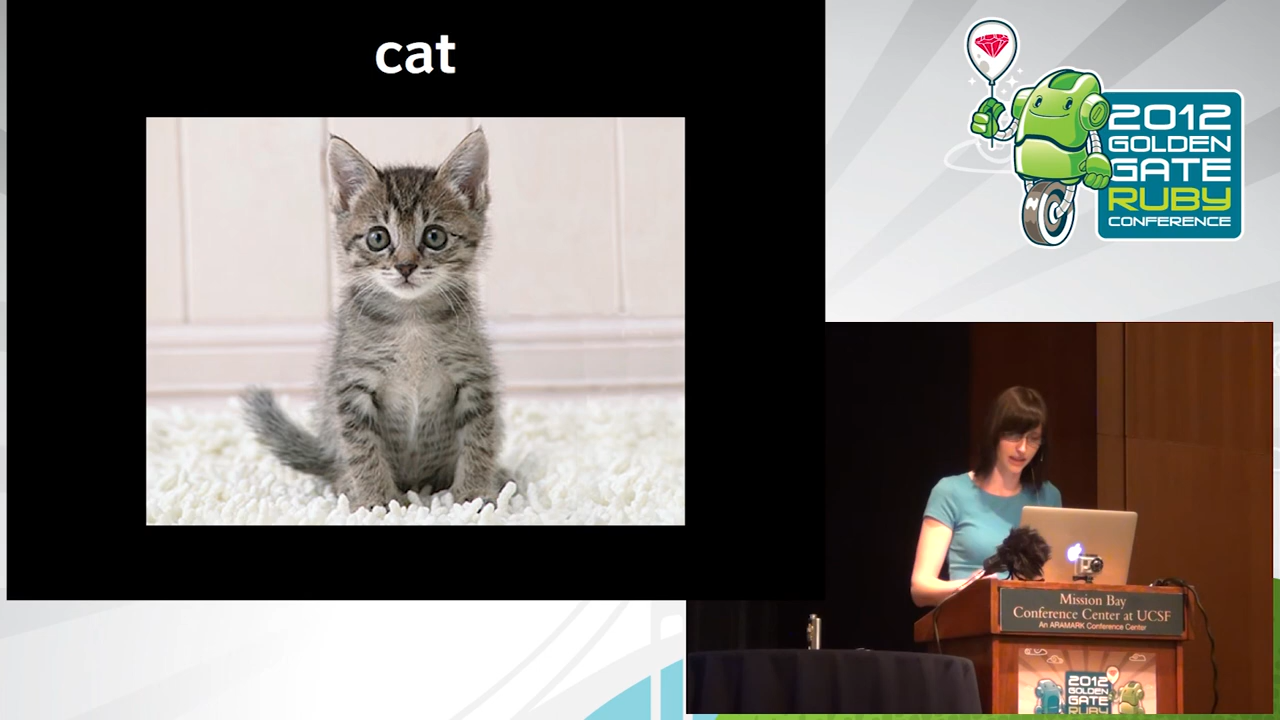 cat
2012
GOLDEN
GATE
RUBY
CONFERENCE
Mission Bay
Conference Center at UCSF
An ARAMARK Conference Center
2012
GOLDEN
GATE
RUBY